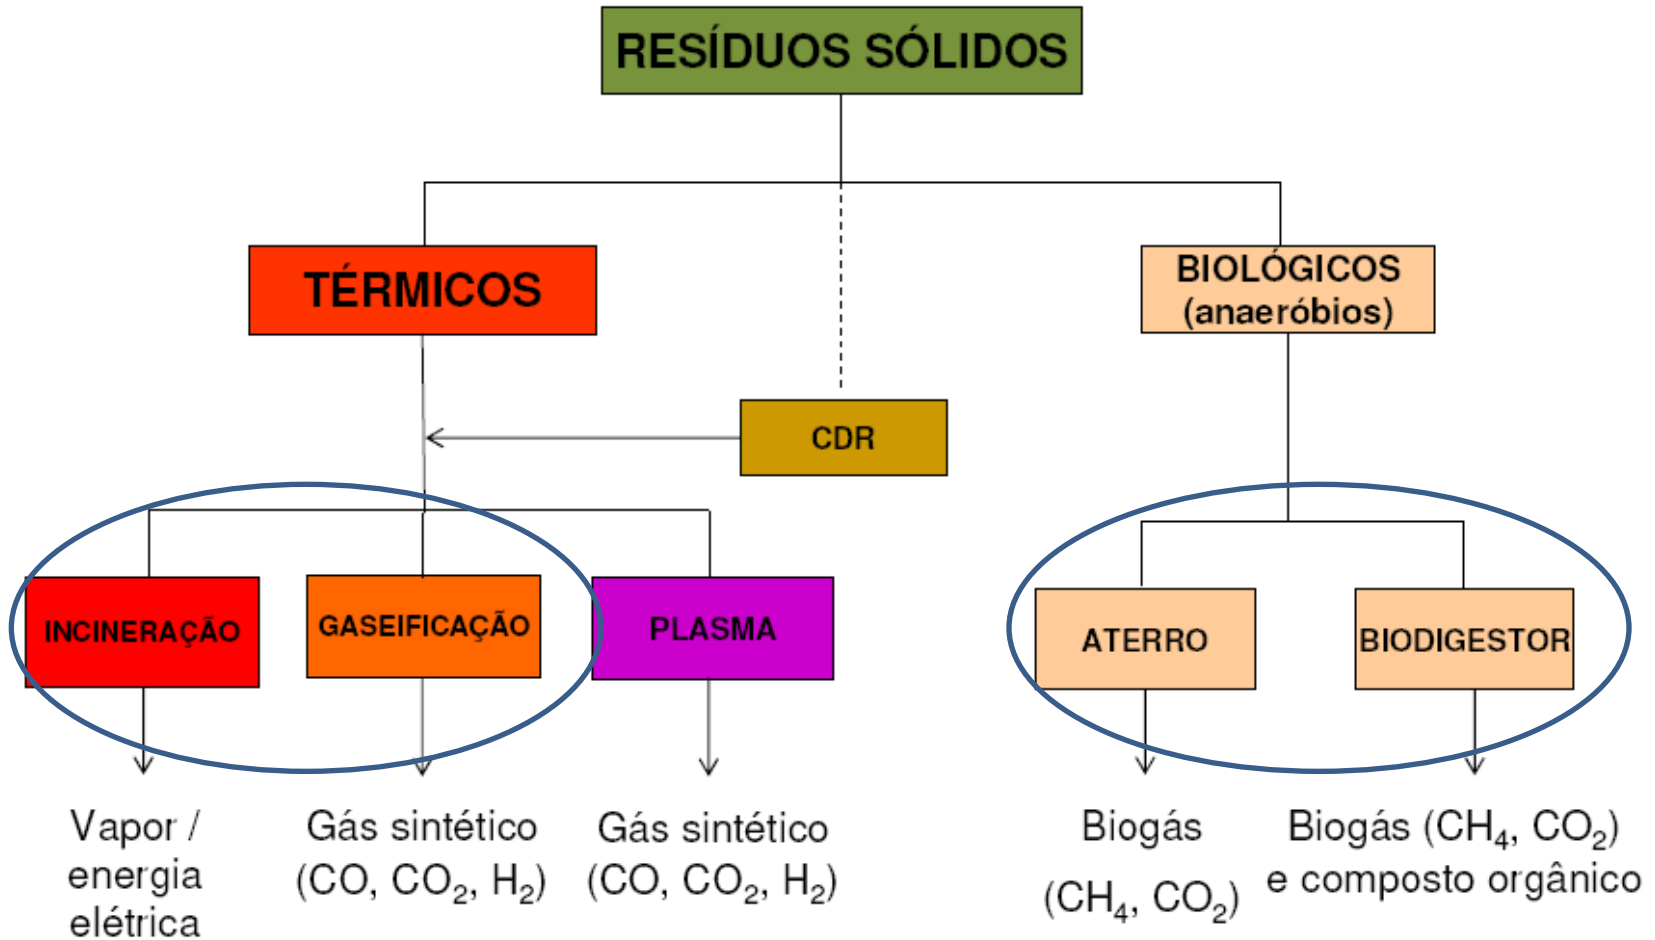 RESÍDUOS SÓLIDOS
TÉRMICOS
BIOLÓGICOS
(anaeróbios)
CDR
INCINERAÇÃO
GASEIFICAÇÃO
PLASMA
ATERRO
BIODIGESTOR
Vapor /
energia
elétrica
Gás sintético
(CO, CO₂, H₂)
Gás sintético
(CO, CO₂, H₂)
Biogás
(CH₄, CO₂)
Biogás (CH₄, CO₂)
e composto orgânico